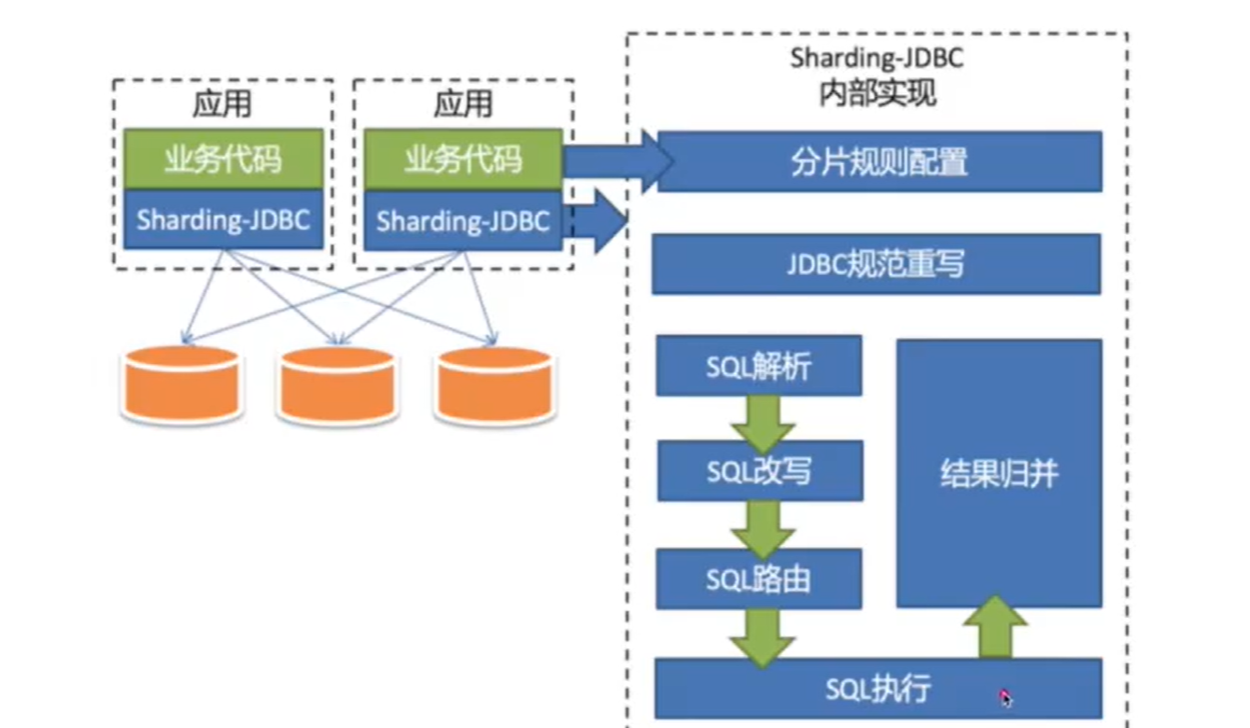 应用
业务代码
Sharding-JDBC
应用
业务代码
Sharding-JDBC
Sharding-JDBC
内部实现
分片规则配置
JDBC规范重写
SQL解析
SQL改写
SQL路由
结果归并
SQL执行